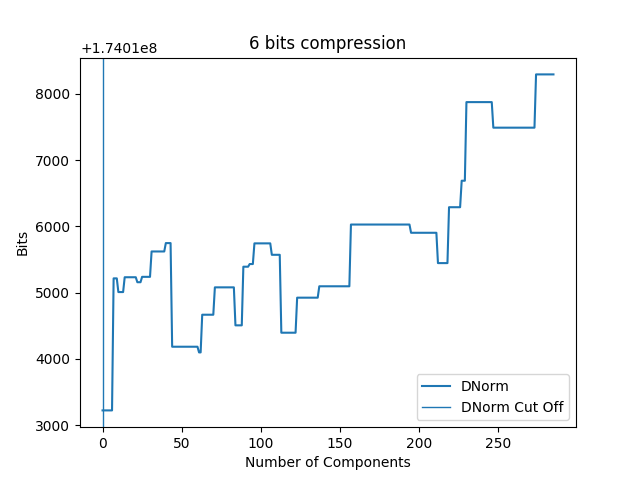 6 bits compression
+1.7401e8
8000
7000
6000
5000
4000
3000
Bits
0 50 100 150 200 250
Number of Components
DNorm
DNorm Cut Off